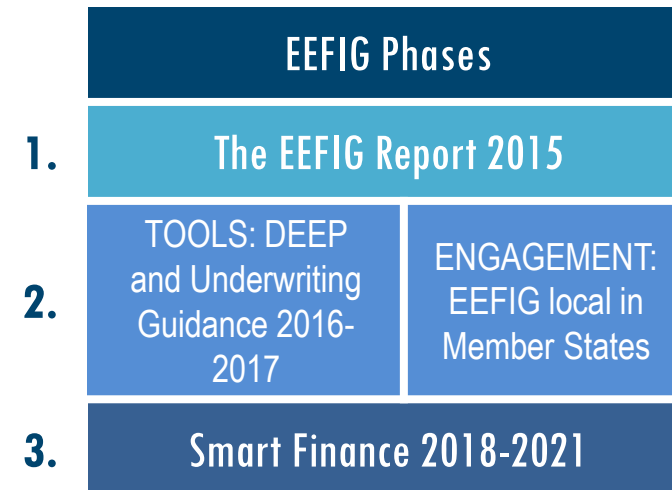 EEFIG Phases
1.
The EEFIG Report 2015
2.
TOOLS: DEEP
and Underwriting
Guidance 2016-
2017
ENGAGEMENT:
EEFIG local in
Member States
3.
Smart Finance 2018-2021